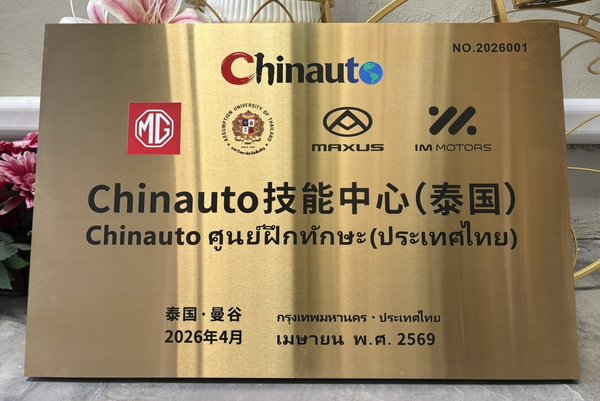 Chinauto
NO.2026001
MG
ASSUMPTION UNIVERSITY OF THAILAND
MAXUS
IM MOTORS
Chinauto技能中心(泰国)
Chinauto ศูนย์ฝึกทักษะ(ประเทศไทย)
泰国·曼谷
กรุงเทพมหานคร · ประเทศไทย
2026年4月
เมษายน พ.ศ. 2569